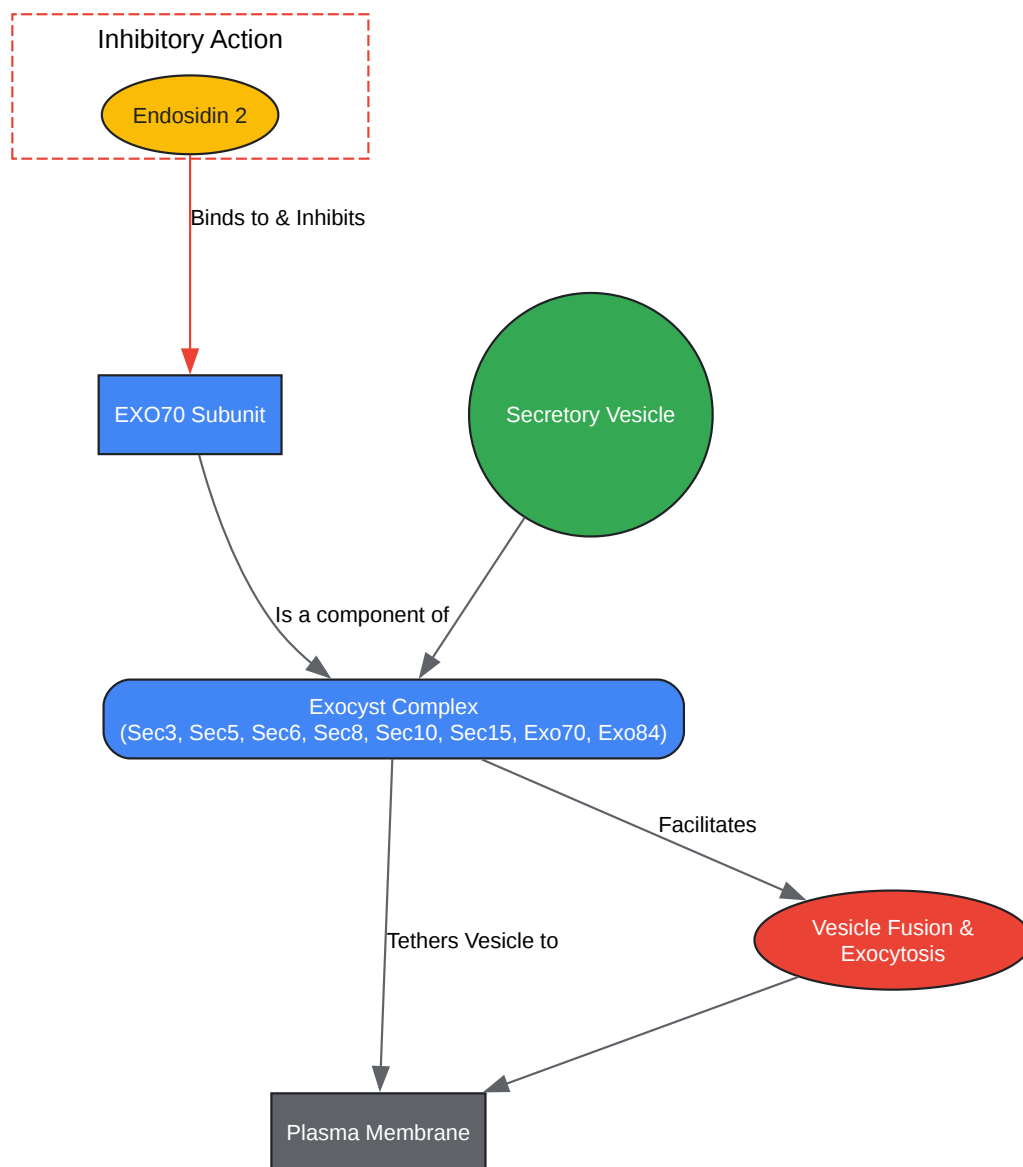 Inhibitory Action
Endosidin 2
Binds to & Inhibits
EXO70 Subunit
Secretory Vesicle
Is a component of
Exocyst Complex
(Sec3, Sec5, Sec6, Sec8, Sec10, Sec15, Exo70, Exo84)
Facilitates
Vesicle Fusion &
Exocytosis
Tethers Vesicle to
Plasma Membrane